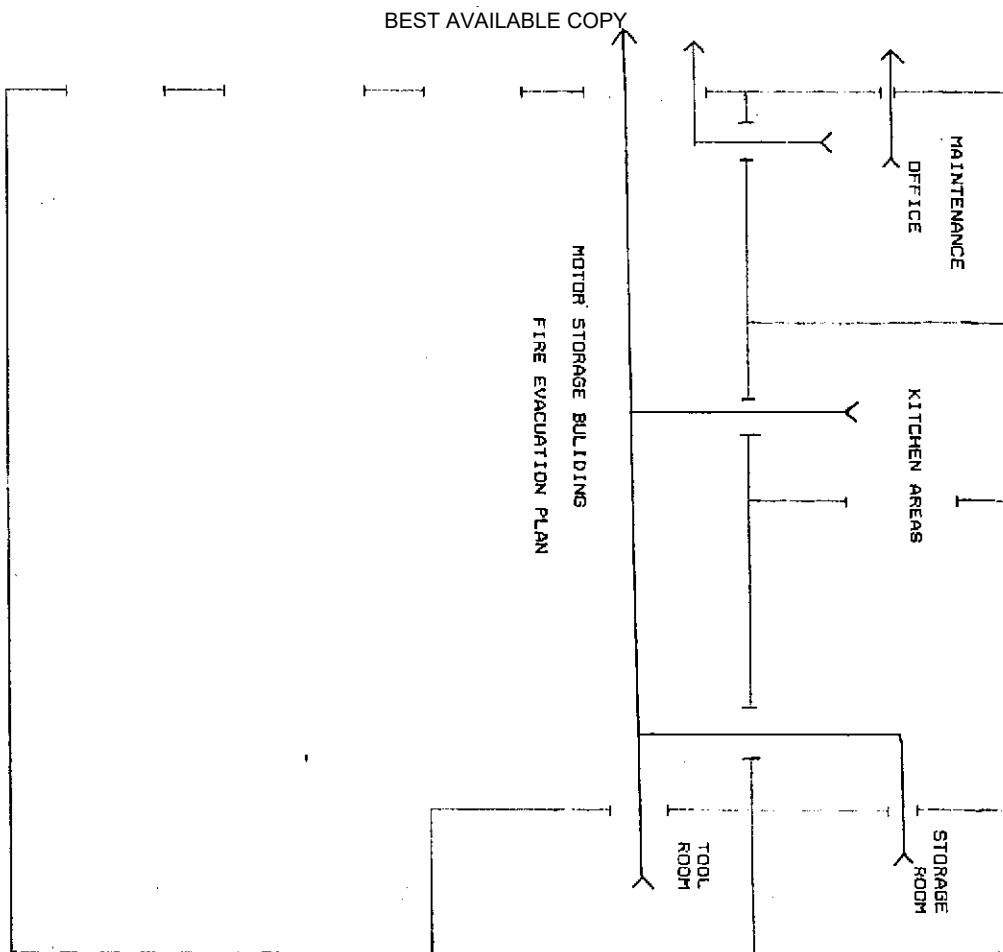 BEST AVAILABLE COPY
MAINTENANCE
OFFICE
MOTOR STORAGE BULIDING
FIRE EVACUATION PLAN
KITCHEN AREAS
STORAGE
ROOM
TOOL
ROOM